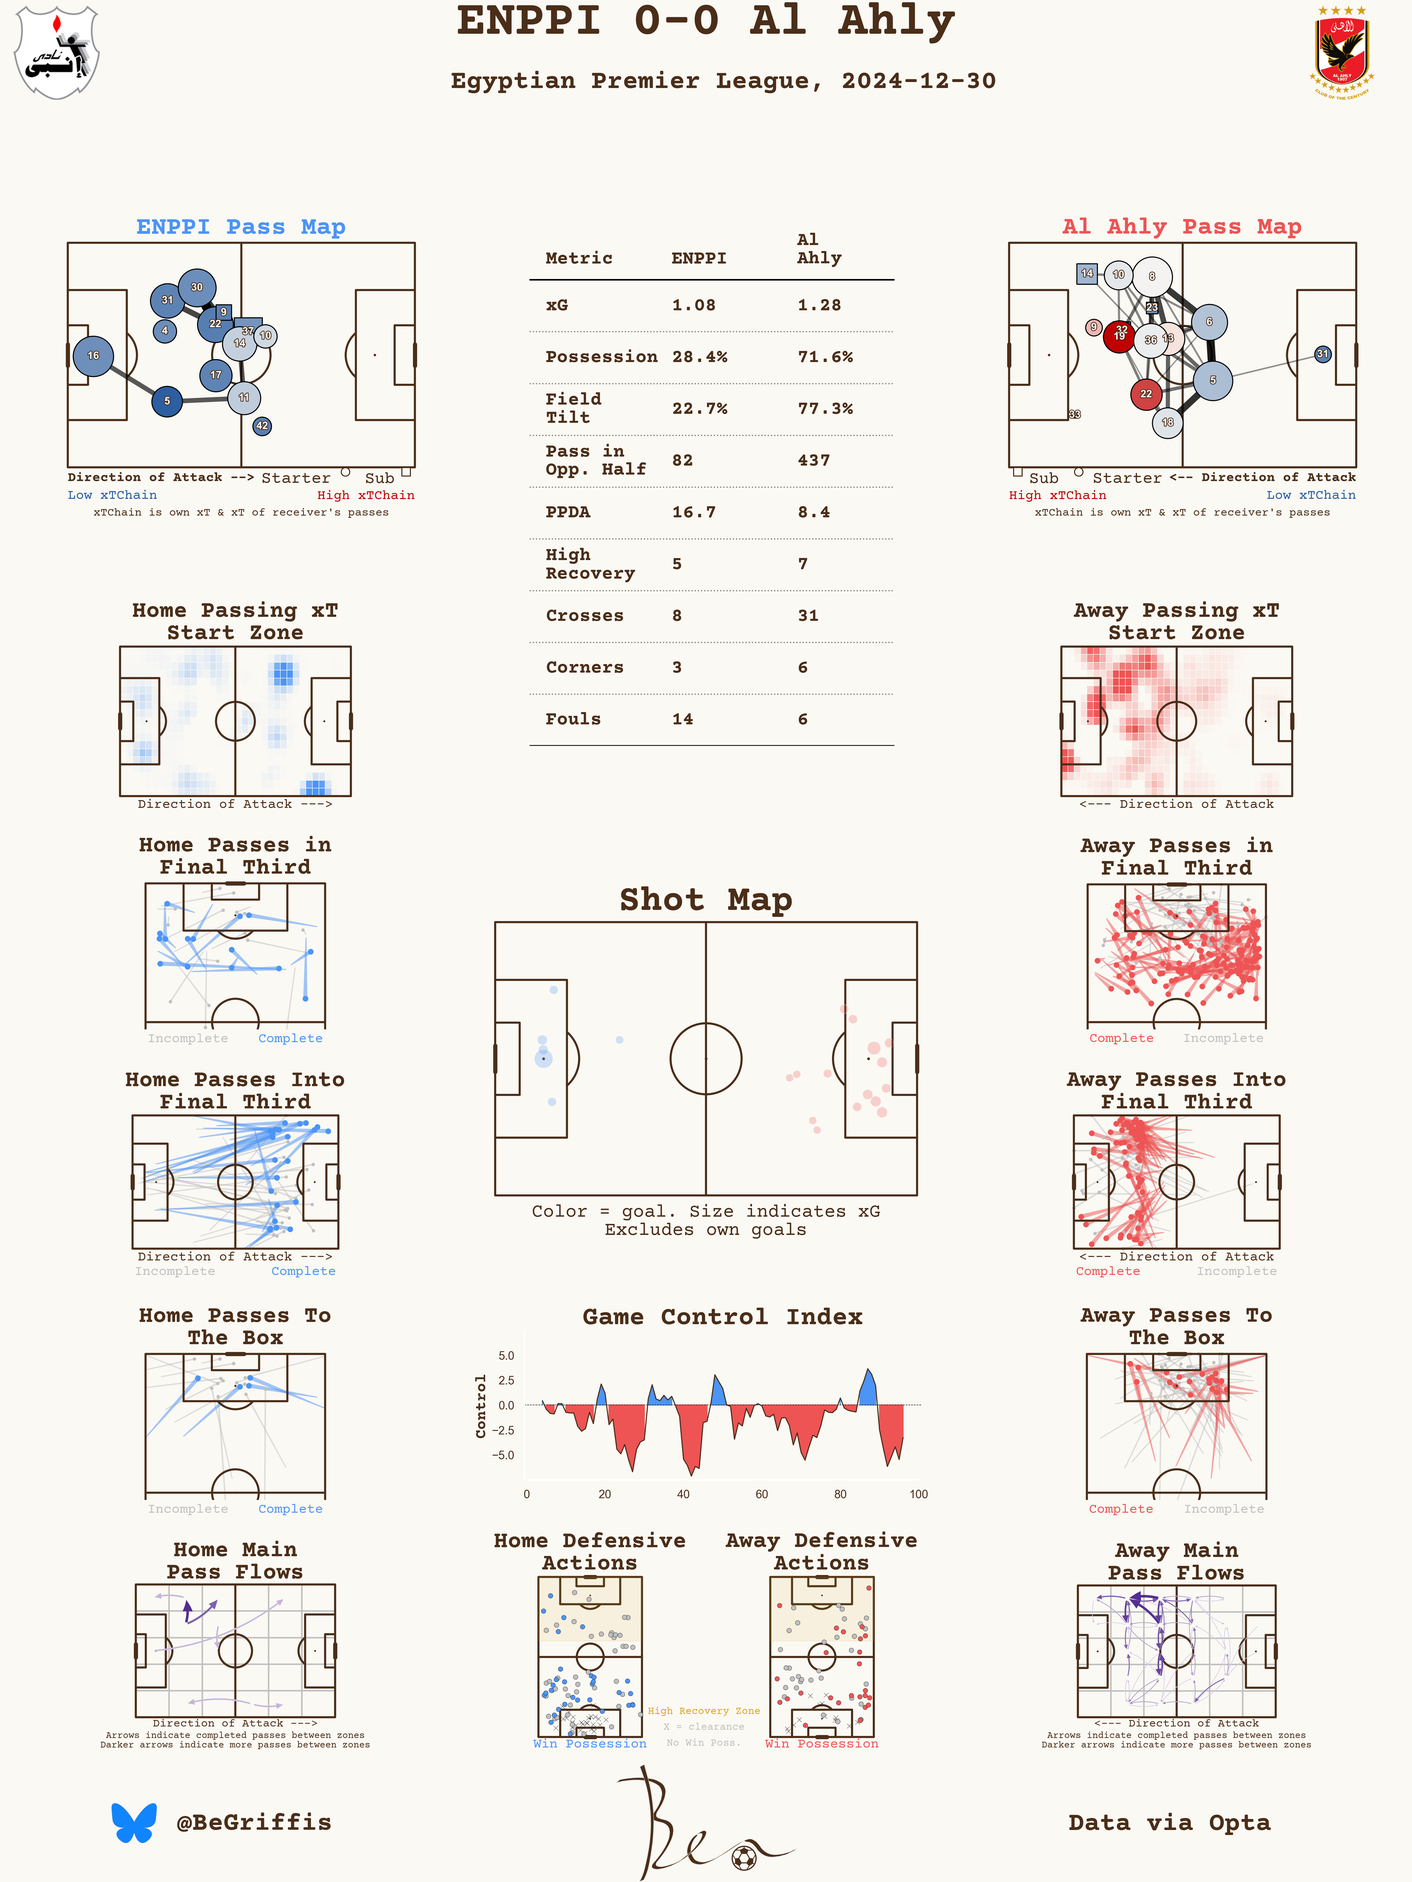 ENPPI 0-0 Al Ahly
Egyptian Premier League, 2024-12-30
نادى
إنبى
الأهلي
AL AHLY
1907
CLUB OF THE CENTURY
ENPPI Pass Map
16
31
30
4
22
9
37
14
10
17
5
11
42
Direction of Attack --> Starter Sub
Low xTChain High xTChain
xTChain is own xT & xT of receiver's passes
Metric ENPPI Al Ahly
xG 1.08 1.28
Possession 28.4% 71.6%
Field Tilt 22.7% 77.3%
Pass in Opp. Half 82 437
PPDA 16.7 8.4
High Recovery 5 7
Crosses 8 31
Corners 3 6
Fouls 14 6
Al Ahly Pass Map
14
10
8
23
6
9
32
19
36
13
31
5
22
33
18
Sub Starter <-- Direction of Attack
High xTChain Low xTChain
xTChain is own xT & xT of receiver's passes
Home Passing xT
Start Zone
Direction of Attack --->
Away Passing xT
Start Zone
<--- Direction of Attack
Home Passes in
Final Third
Incomplete Complete
Away Passes in
Final Third
Complete Incomplete
Shot Map
Color = goal. Size indicates xG
Excludes own goals
Home Passes Into
Final Third
Direction of Attack --->
Incomplete Complete
Away Passes Into
Final Third
<--- Direction of Attack
Complete Incomplete
Home Passes To
The Box
Incomplete Complete
Game Control Index
Control
5.0
2.5
0.0
−2.5
−5.0
0 20 40 60 80 100
Away Passes To
The Box
Complete Incomplete
Home Main
Pass Flows
Direction of Attack --->
Arrows indicate completed passes between zones
Darker arrows indicate more passes between zones
Home Defensive
Actions
Win Possession
Away Defensive
Actions
Win Possession
High Recovery Zone
X = clearance
No Win Poss.
Away Main
Pass Flows
<--- Direction of Attack
Arrows indicate completed passes between zones
Darker arrows indicate more passes between zones
@BeGriffis
Ben
Data via Opta